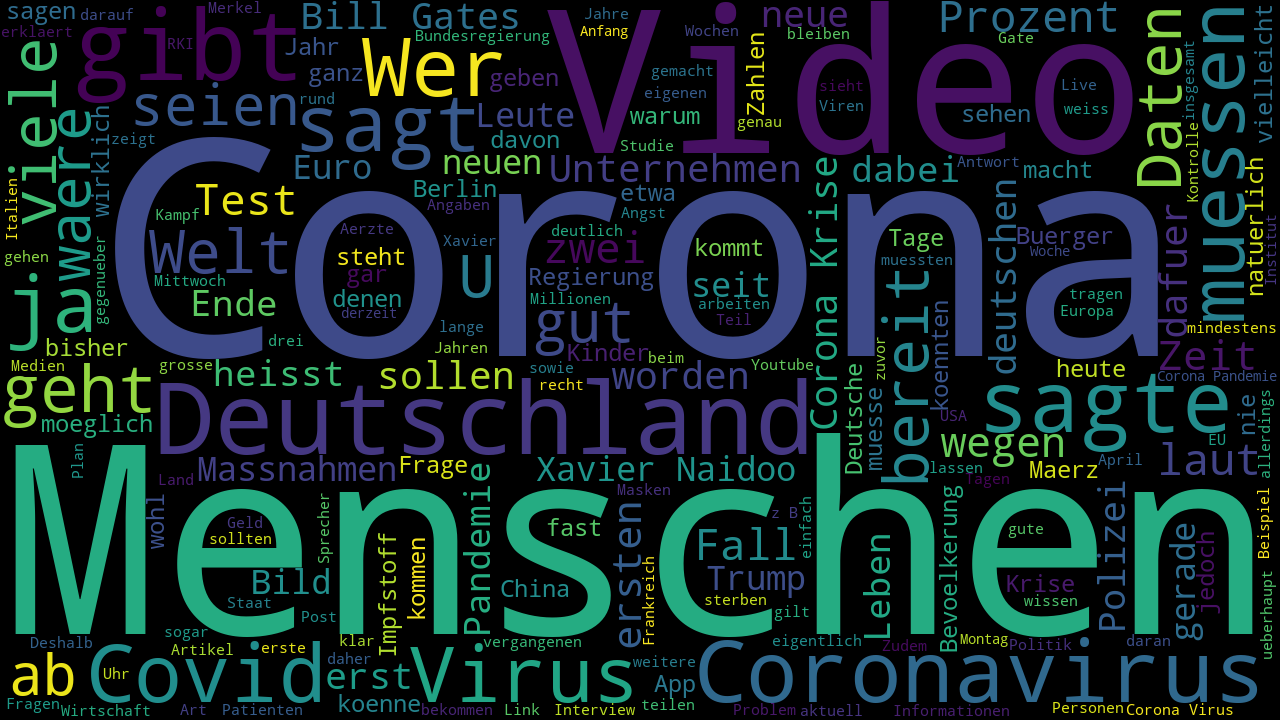 sagen
darauf
Merkel
erklaert
RKI
gibt
Bill Gates
Bundesregierung
Jahr
ganz
Wer
geben
Video
Jahre
Anfang
Wochen
neue
bleiben
Prozent
Gate
Daten
muessen
vielleicht
insgesamt
Kontrolle
viele
waere
Wirklich
zeigt
seien
rund
sagt
Leute
davon
gemacht
eigenen
warum
Studie
Zahlen
genau
sieht
Viren
sehen
Live
weiss
Euro
neuen
Unternehmen
dabei
Antwort
macht
Italien
gehen
gegenueber
Test
Kampf
Welt
Mittwoch
Ende
Corona
Berlin
Angaben
Aerzte
steht
gar
denen
derzeit
Xavier
U
etwa
Angst
deutlich
zwei
Regierung
Millionen
gut
kommt
seit
arbeiten
Teil
Corona Krise
Tage
muessten
bereit
koennten
deutschen
Buerger
Woche
tragen
Europa
dafuer
natuerlich
Institut
mindestens
Zeit
ja
bisher
Medien
drei
grosse
heisst
lange
Jahren
sollen
sowie
recht
Kinder
beim
worden
Youtube
zuvor
Deutsche
muesse
USA
heute
Corona Pandemie
geht
moeglich
Deutschland
sagte
nie
EU
allerdings
wegen
Plan
Land
Massnahmen
Frage
Xavier Naidoo
lassen
Tagen
Maerz
April
laut
Menschen
wohl
Geld
sollten
Sprecher
Bild
Staat
Post
Impfstoff
kommen
Pandemie
fast
China
ersten
Masken
Frankreich
z B
einfach
Fall
Trump
sterben
gilt
Leben
Bevoelkerung
gute
Krise
wissen
Polizei
gerade
jedoch
Beispiel
ueberhaupt
Deshalb
sogar
Artikel
erste
klar
daher
vergangenen
eigentlich
Zudem
Montag
Politik
daran
ab
Uhr
Covid
erst
Virus
weitere
App
teilen
Coronavirus
Fragen
Wirtschaft
Art
Patienten
koenne
bekommen
Link
Interview
Problem
aktuell
Informationen
Personen
Corona Virus